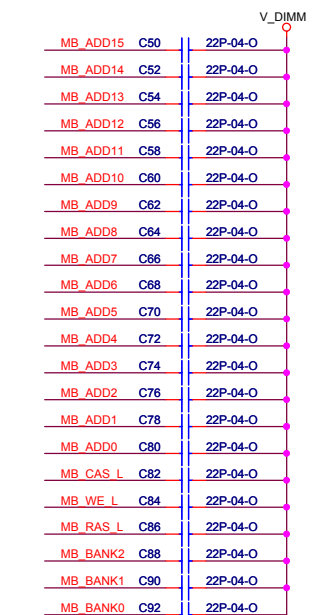 V_DIMM
MB_ADD15 C50 22P-04-O
MB_ADD14 C52 22P-04-O
MB_ADD13 C54 22P-04-O
MB_ADD12 C56 22P-04-O
MB_ADD11 C58 22P-04-O
MB_ADD10 C60 22P-04-O
MB_ADD9 C62 22P-04-O
MB_ADD8 C64 22P-04-O
MB_ADD7 C66 22P-04-O
MB_ADD6 C68 22P-04-O
MB_ADD5 C70 22P-04-O
MB_ADD4 C72 22P-04-O
MB_ADD3 C74 22P-04-O
MB_ADD2 C76 22P-04-O
MB_ADD1 C78 22P-04-O
MB_ADD0 C80 22P-04-O
MB_CAS_L C82 22P-04-O
MB_WE_L C84 22P-04-O
MB_RAS_L C86 22P-04-O
MB_BANK2 C88 22P-04-O
MB_BANK1 C90 22P-04-O
MB_BANK0 C92 22P-04-O